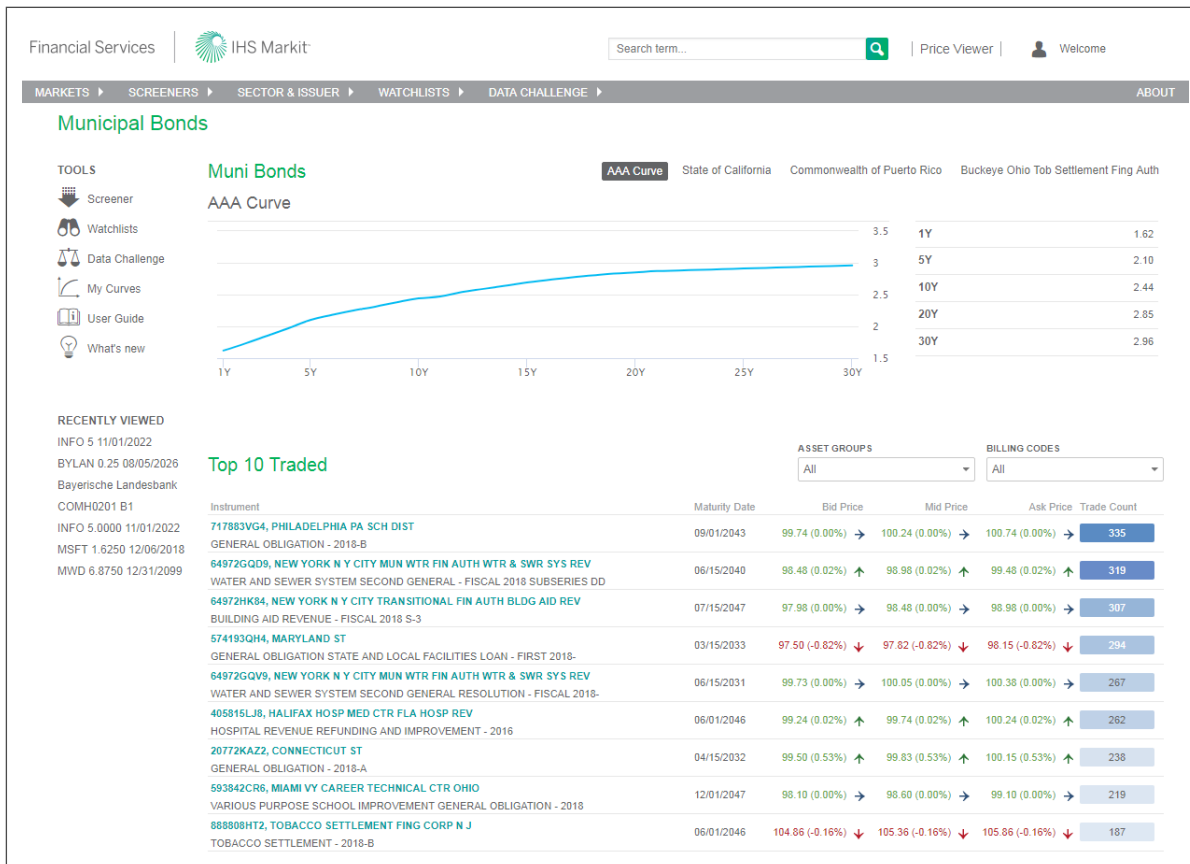 Financial Services
IHS Markit
Search term...
Price Viewer
Welcome
MARKETS
SCREENERS
SECTOR & ISSUER
WATCHLISTS
DATA CHALLENGE
ABOUT
Municipal Bonds
TOOLS
Screener
Watchlists
Data Challenge
My Curves
User Guide
What's new
RECENTLY VIEWED
INFO 5 11/01/2022
BYLAN 0.25 08/05/2026
Bayerische Landesbank
COMH0201 B1
INFO 5.0000 11/01/2022
MSFT 1.6250 12/06/2018
MWD 6.8750 12/31/2099
Muni Bonds
AAA Curve
State of California
Commonwealth of Puerto Rico
Buckeye Ohio Tob Settlement Fing Auth
AAA Curve
3.5
3
2.5
2
1.5
1Y 5Y 10Y 15Y 20Y 25Y 30Y
1Y 1.62
5Y 2.10
10Y 2.44
20Y 2.85
30Y 2.96
Top 10 Traded
ASSET GROUPS
All
BILLING CODES
All
Instrument Maturity Date Bid Price Mid Price Ask Price Trade Count
717883VG4, PHILADELPHIA PA SCH DIST
GENERAL OBLIGATION - 2018-B
09/01/2043 99.74 (0.00%) 100.24 (0.00%) 100.74 (0.00%) 335
64972GQD9, NEW YORK N Y CITY MUN WTR FIN AUTH WTR & SWR SYS REV
WATER AND SEWER SYSTEM SECOND GENERAL - FISCAL 2018 SUBSERIES DD
06/15/2040 98.48 (0.02%) 98.98 (0.02%) 99.48 (0.02%) 319
64972HK84, NEW YORK N Y CITY TRANSITIONAL FIN AUTH BLDG AID REV
BUILDING AID REVENUE - FISCAL 2018 S-3
07/15/2047 97.98 (0.00%) 98.48 (0.00%) 98.98 (0.00%) 307
574193QH4, MARYLAND ST
GENERAL OBLIGATION STATE AND LOCAL FACILITIES LOAN - FIRST 2018-
03/15/2033 97.50 (-0.82%) 97.82 (-0.82%) 98.15 (-0.82%) 294
64972GQV9, NEW YORK N Y CITY MUN WTR FIN AUTH WTR & SWR SYS REV
WATER AND SEWER SYSTEM SECOND GENERAL RESOLUTION - FISCAL 2018-
06/15/2031 99.73 (0.00%) 100.05 (0.00%) 100.38 (0.00%) 267
405815LJ8, HALIFAX HOSP MED CTR FLA HOSP REV
HOSPITAL REVENUE REFUNDING AND IMPROVEMENT - 2016
06/01/2046 99.24 (0.02%) 99.74 (0.02%) 100.24 (0.02%) 262
20772KAZ2, CONNECTICUT ST
GENERAL OBLIGATION - 2018-A
04/15/2032 99.50 (0.53%) 99.83 (0.53%) 100.15 (0.53%) 238
593842CR6, MIAMI VY CAREER TECHNICAL CTR OHIO
VARIOUS PURPOSE SCHOOL IMPROVEMENT GENERAL OBLIGATION - 2018
12/01/2047 98.10 (0.00%) 98.60 (0.00%) 99.10 (0.00%) 219
888808HT2, TOBACCO SETTLEMENT FING CORP N J
TOBACCO SETTLEMENT - 2018-B
06/01/2046 104.86 (-0.16%) 105.36 (-0.16%) 105.86 (-0.16%) 187